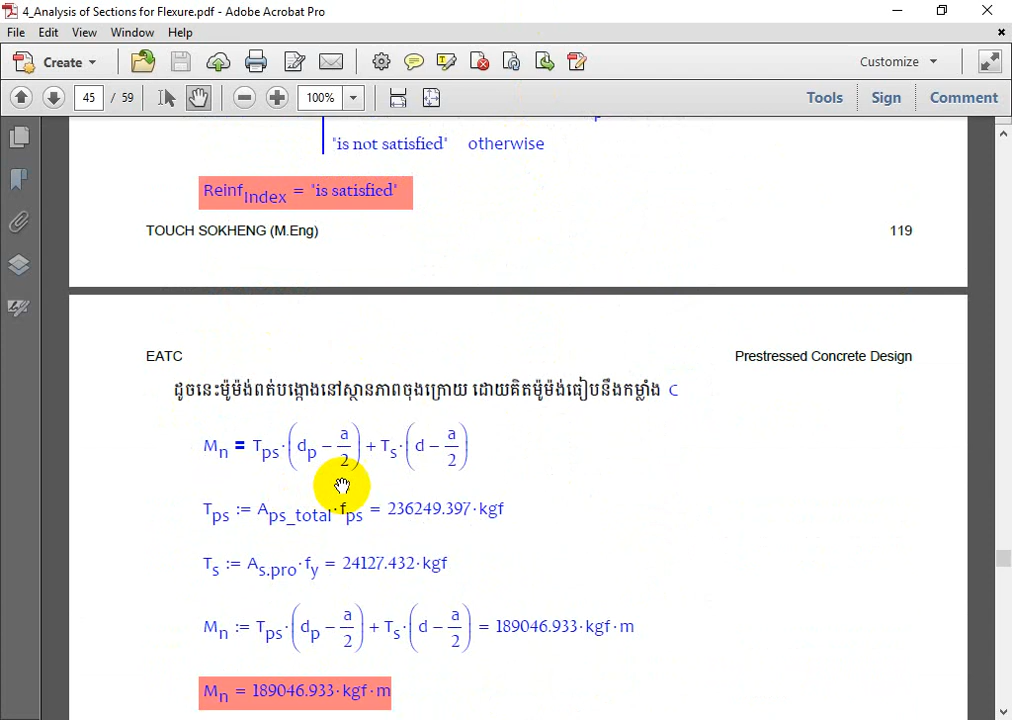 4_Analysis of Sections for Flexure.pdf - Adobe Acrobat Pro
File Edit View Window Help
Create Customize
45 / 59 100% Tools Sign Comment
"is not satisfied" otherwise
Reinf_Index = "is satisfied"
TOUCH SOKHENG (M.Eng) 119
EATC Prestressed Concrete Design
ដូចនេះម៉ូម៉ង់ពត់បង្កោងនៅស្ថានភាពចុងក្រោយ ដោយគិតម៉ូម៉ង់ធៀបនឹងកម្លាំង C
M_n = T_ps·(d_p − a/2) + T_s·(d − a/2)
T_ps := A_ps_total·f_ps = 236249.397·kgf
T_s := A_s.pro·f_y = 24127.432·kgf
M_n := T_ps·(d_p − a/2) + T_s·(d − a/2) = 189046.933·kgf·m
M_n = 189046.933·kgf·m